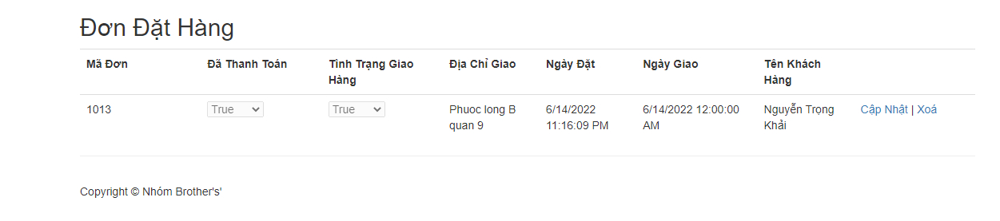 Đơn Đặt Hàng
Mã Đơn Đã Thanh Toán Tình Trạng Giao Hàng Địa Chỉ Giao Ngày Đặt Ngày Giao Tên Khách Hàng
1013 True True Phuoc long B quan 9 6/14/2022 11:16:09 PM 6/14/2022 12:00:00 AM Nguyễn Trọng Khải Cập Nhật | Xoá
Copyright © Nhóm Brother's'